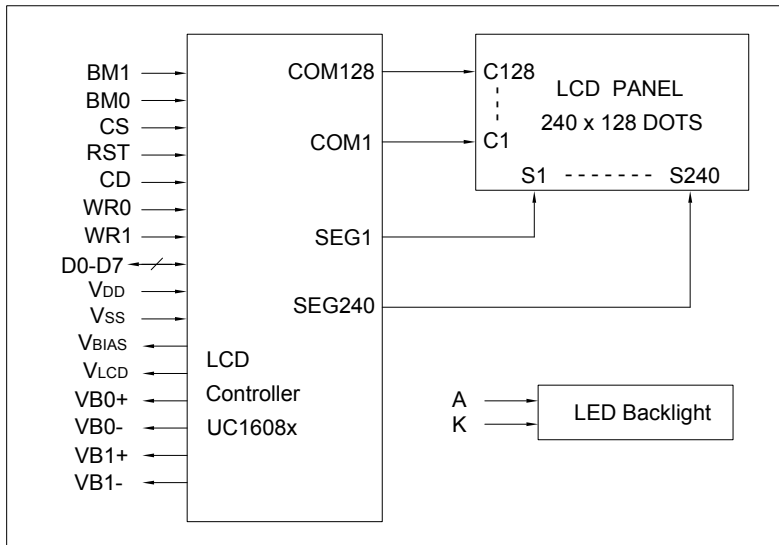 BM1
BM0
CS
RST
CD
WR0
WR1
D0-D7
VDD
VSS
VBIAS
VLCD
VB0+
VB0-
VB1+
VB1-
COM128
COM1
SEG1
SEG240
LCD
Controller
UC1608x
C128
C1
LCD PANEL
240 x 128 DOTS
S1 - - - - - - - S240
A
K
LED Backlight